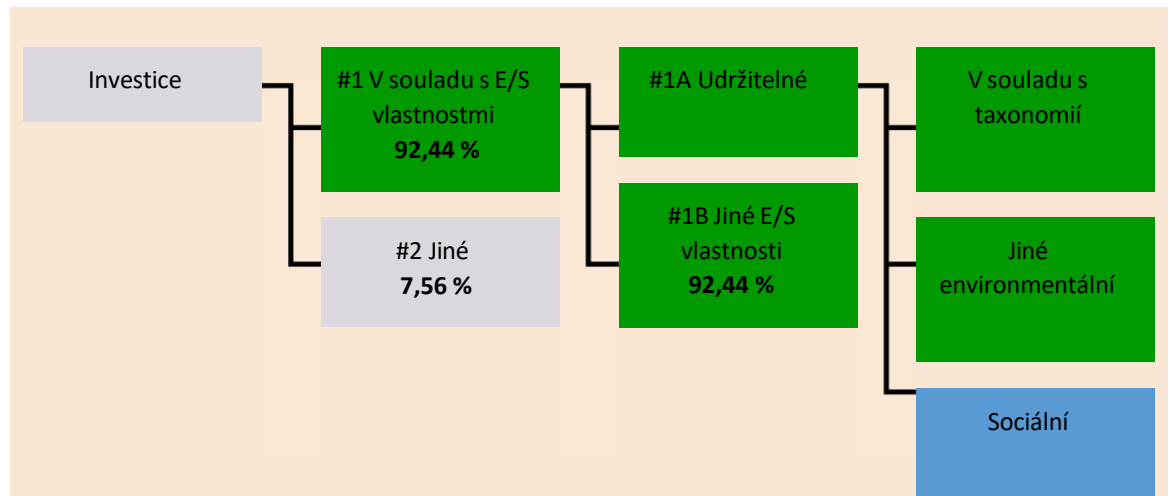 Investice
#1 V souladu s E/S
vlastnostmi
92,44 %
#2 Jiné
7,56 %
#1A Udržitelné
#1B Jiné E/S
vlastnosti
92,44 %
V souladu s
taxonomií
Jiné
environmentální
Sociální